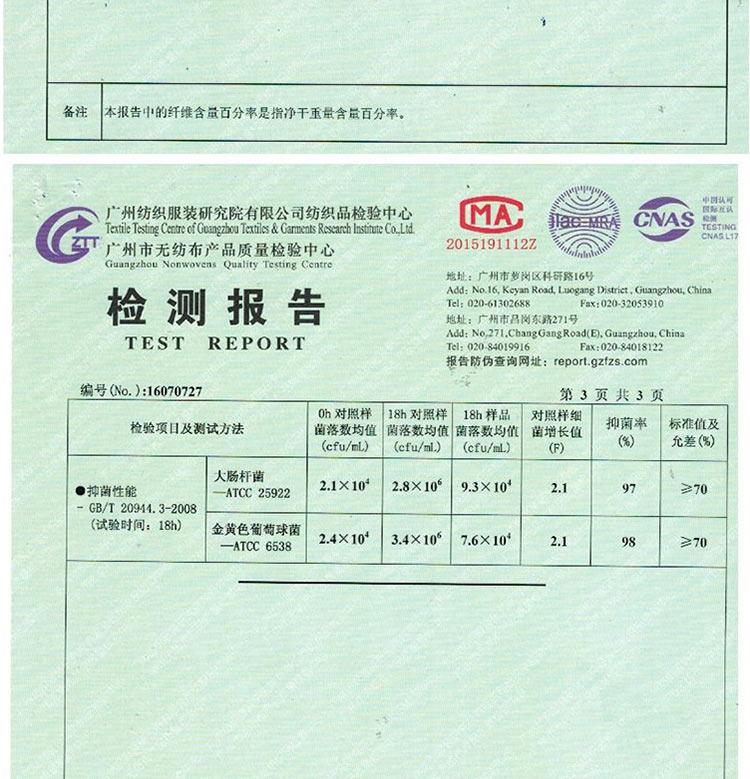 备注 本报告中的纤维含量百分率是指净干重量含量百分率。
GZTT
广州纺织服装研究院有限公司纺织品检验中心
Textile Testing Centre of Guangzhou Textiles & Garments Research Institute Co.,Ltd.
广州市无纺布产品质量检验中心
Guangzhou Nonwovens Quality Testing Centre
MA
2015191112Z
ilac-MRA
CNAS
中国认可
国际互认
检测
TESTING
CNAS L17
检测报告
TEST REPORT
地址：广州市萝岗区科研路16号
Add: No.16, Keyan Road, Luogang District , Guangzhou, China
Tel: 020-61302688 Fax:020-32053910
地址：广州市昌岗东路271号
Add: No,271,ChangGangRoad(E), Guangzhou, China
Tel: 020-84019916 Fax:020-84018122
报告防伪查询网址：report.gzfzs.com
编号(No.):16070727
第 3 页 共 3 页
检验项目及测试方法
0h 对照样
菌落数均值
(cfu/mL)
18h 对照样
菌落数均值
(cfu/mL)
18h 样品
菌落数均值
(cfu/mL)
对照样细
菌增长值
(F)
抑菌率
(%)
标准值及
允差(%)
●抑菌性能
- GB/T 20944.3-2008
(试验时间：18h)
大肠杆菌
—ATCC 25922
2.1×10⁴ 2.8×10⁶ 9.3×10⁴ 2.1 97 ≥70
金黄色葡萄球菌
—ATCC 6538
2.4×10⁴ 3.4×10⁶ 7.6×10⁴ 2.1 98 ≥70